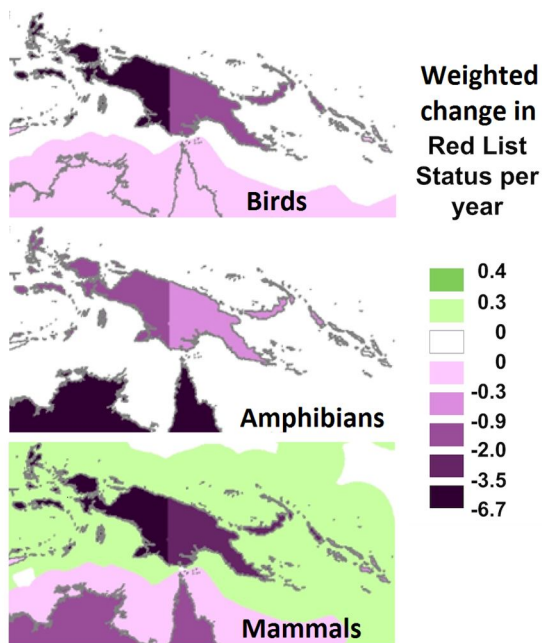 Weighted
change in
Red List
Status per
year
Birds
0.4
0.3
0
0
-0.3
-0.9
-2.0
-3.5
-6.7
Amphibians
Mammals